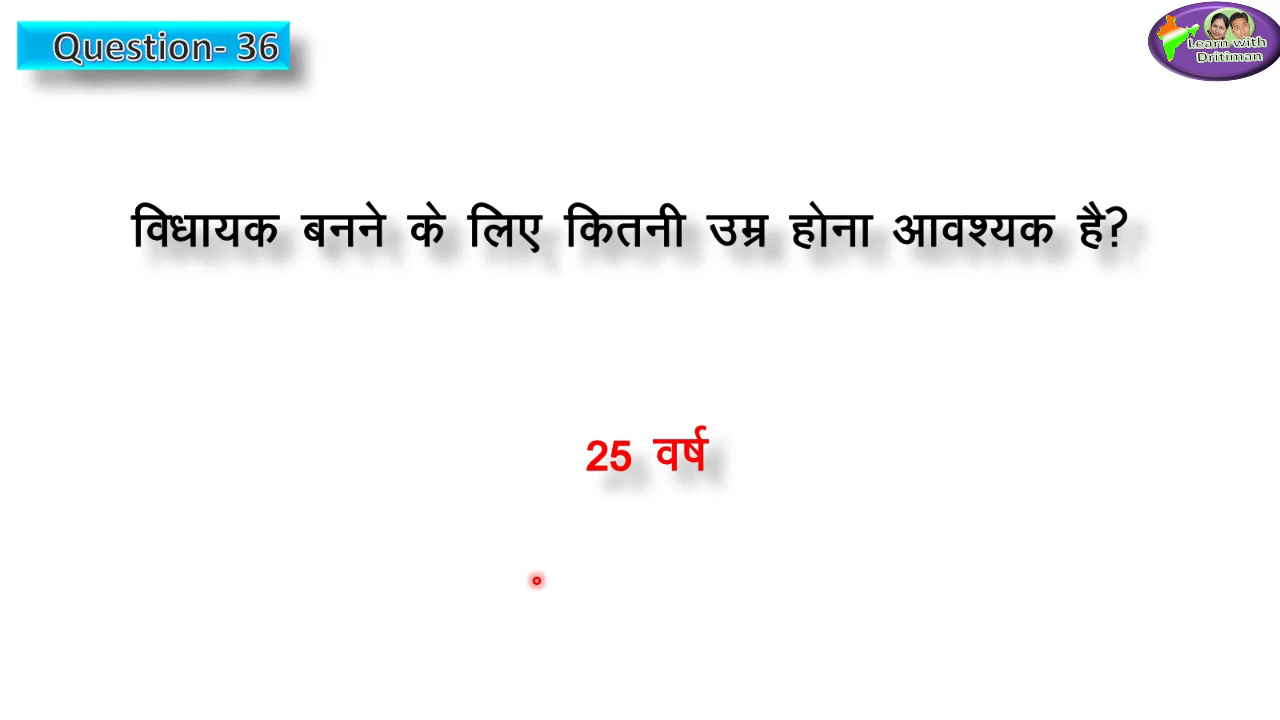 Question- 36
Learn with
Dritiman
विधायक बनने के लिए कितनी उम्र होना आवश्यक है?
25 वर्ष